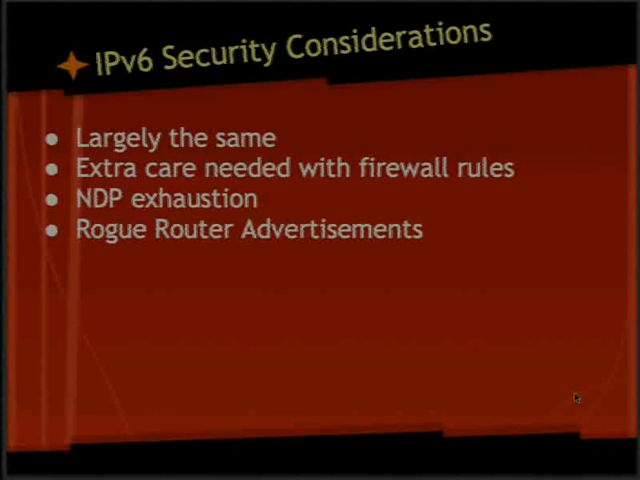 IPv6 Security Considerations
● Largely the same
● Extra care needed with firewall rules
● NDP exhaustion
● Rogue Router Advertisements